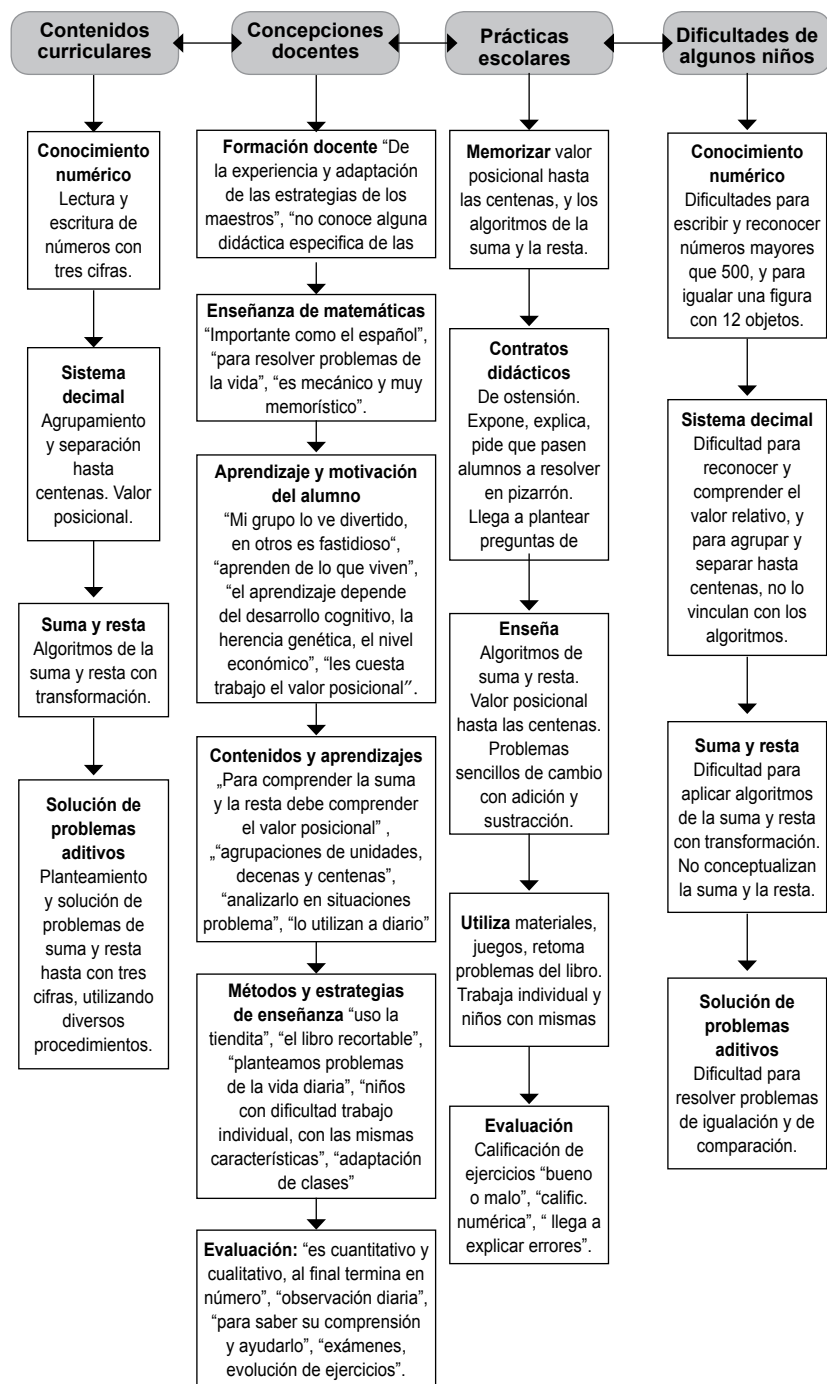 Contenidos
curriculares
Concepciones
docentes
Prácticas
escolares
Dificultades de
algunos niños
Conocimiento
numérico
Lectura y
escritura de
números con
tres cifras.
Sistema
decimal
Agrupamiento
y separación
hasta
centenas. Valor
posicional.
Suma y resta
Algoritmos de la
suma y resta con
transformación.
Solución de
problemas
aditivos
Planteamiento
y solución de
problemas de
suma y resta
hasta con tres
cifras, utilizando
diversos
procedimientos.
Formación docente “De
la experiencia y adaptación
de las estrategias de los
maestros”, “no conoce alguna
didáctica especifica de las
Enseñanza de matemáticas
“Importante como el español”,
“para resolver problemas de
la vida”, “es mecánico y muy
memorístico”.
Aprendizaje y motivación
del alumno
“Mi grupo lo ve divertido,
en otros es fastidioso“,
“aprenden de lo que viven”,
“el aprendizaje depende
del desarrollo cognitivo, la
herencia genética, el nivel
económico”, “les cuesta
trabajo el valor posicional″.
Contenidos y aprendizajes
„Para comprender la suma
y la resta debe comprender
el valor posicional” ,
„“agrupaciones de unidades,
decenas y centenas”,
“analizarlo en situaciones
problema”, “lo utilizan a diario”
Métodos y estrategias
de enseñanza “uso la
tiendita”, “el libro recortable”,
“planteamos problemas
de la vida diaria”, “niños
con dificultad trabajo
individual, con las mismas
características”, “adaptación
de clases”
Evaluación: “es cuantitativo y
cualitativo, al final termina en
número”, “observación diaria”,
“para saber su comprensión
y ayudarlo”, “exámenes,
evolución de ejercicios”.
Memorizar valor
posicional hasta
las centenas, y los
algoritmos de la
suma y la resta.
Contratos
didácticos
De ostensión.
Expone, explica,
pide que pasen
alumnos a resolver
en pizarrón.
Llega a plantear
preguntas de
Enseña
Algoritmos de
suma y resta.
Valor posicional
hasta las centenas.
Problemas
sencillos de cambio
con adición y
sustracción.
Utiliza materiales,
juegos, retoma
problemas del libro.
Trabaja individual y
niños con mismas
Evaluación
Calificación de
ejercicios “bueno
o malo”, “calific.
numérica”, “ llega a
explicar errores”.
Conocimiento
numérico
Dificultades para
escribir y reconocer
números mayores
que 500, y para
igualar una figura
con 12 objetos.
Sistema decimal
Dificultad para
reconocer y
comprender el
valor relativo, y
para agrupar y
separar hasta
centenas, no lo
vinculan con los
algoritmos.
Suma y resta
Dificultad para
aplicar algoritmos
de la suma y resta
con transformación.
No conceptualizan
la suma y la resta.
Solución de
problemas
aditivos
Dificultad para
resolver problemas
de igualación y de
comparación.